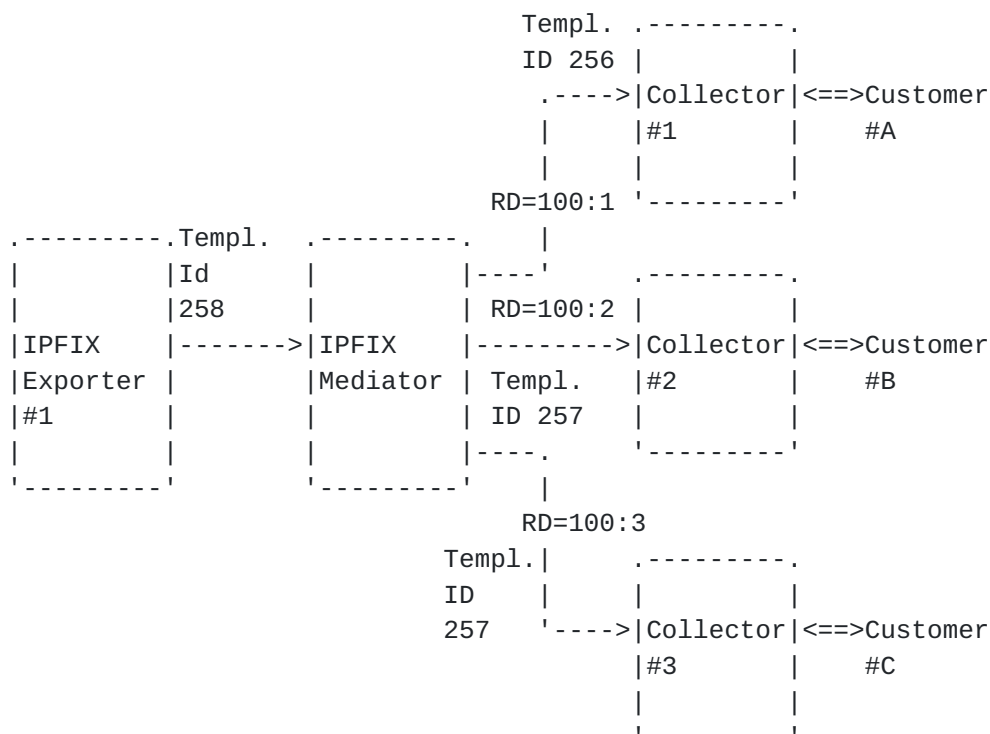 Templ. .---------.
ID 256 |         |
.---->|Collector|<==>Customer
|     |#1       |    #A
|     |         |
RD=100:1 '---------'
.---------.Templ.  .---------.    |
|         |Id      |         |----'     .---------.
|         |258     |         | RD=100:2 |         |
|IPFIX    |------->|IPFIX    |--------->|Collector|<==>Customer
|Exporter |        |Mediator | Templ.   |#2       |    #B
|#1       |        |         | ID 257   |         |
|         |        |         |----.     '---------'
'---------'        '---------'    |
RD=100:3
Templ.|     .---------.
ID    |     |         |
257   '---->|Collector|<==>Customer
|#3       |    #C
|         |
'---------'